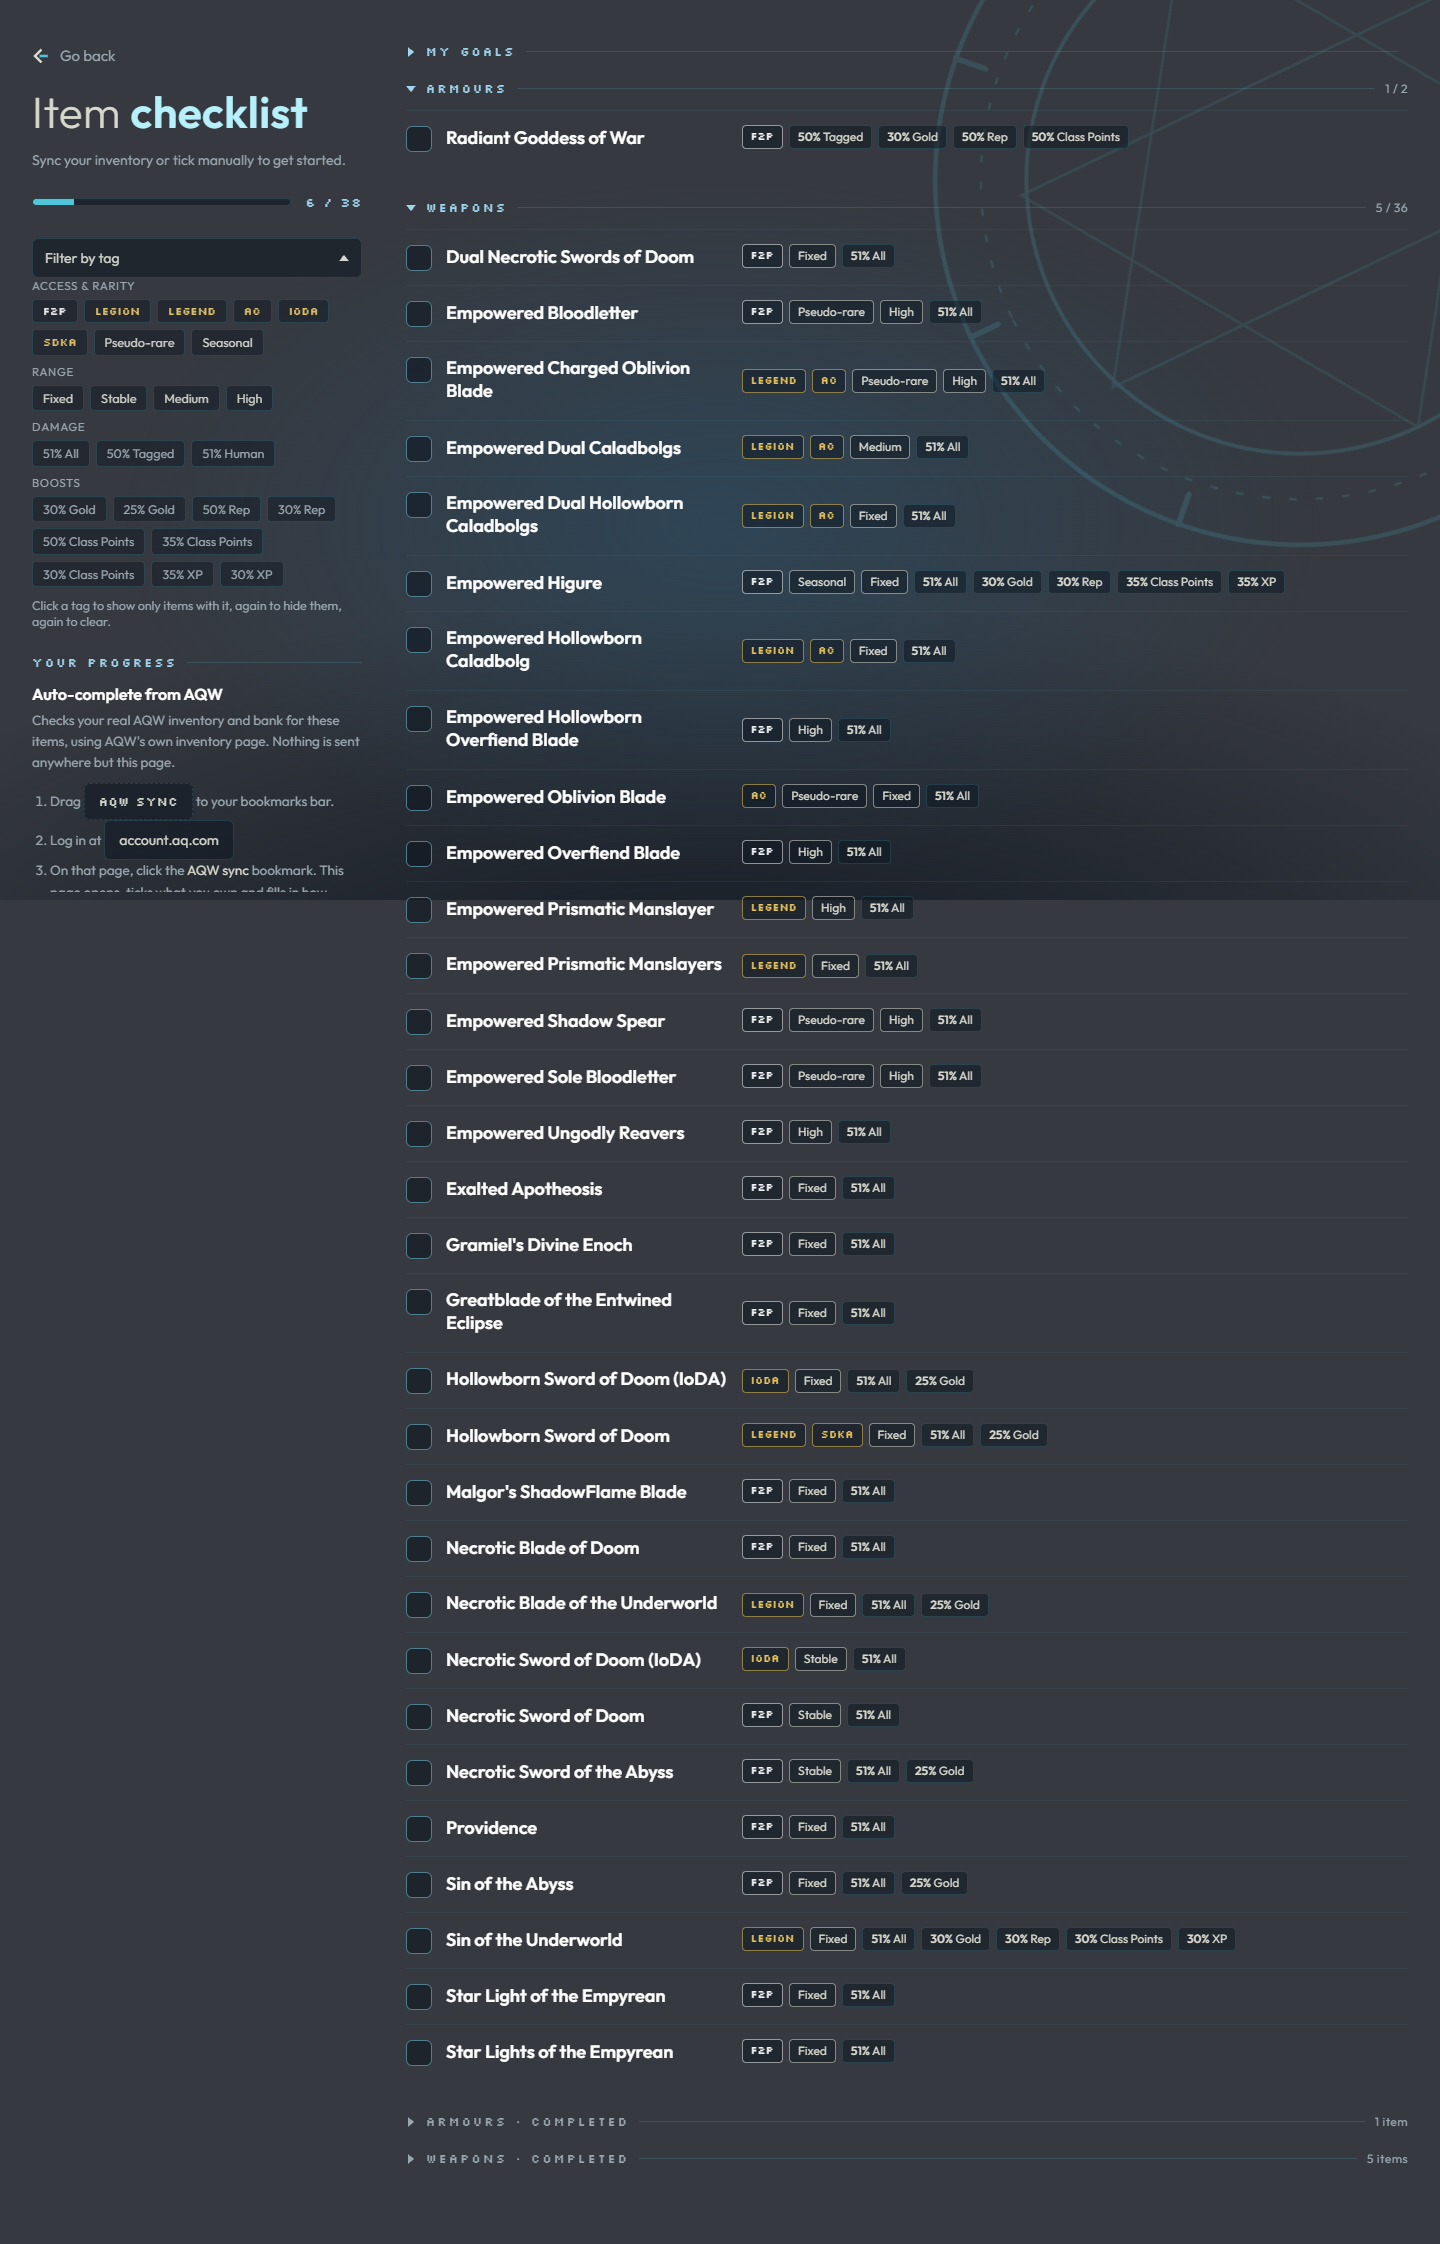 Go back
Item checklist
Sync your inventory or tick manually to get started.
6 / 38
Filter by tag
ACCESS & RARITY
F2P LEGION LEGEND AC IODA
SDKA Pseudo-rare Seasonal
RANGE
Fixed Stable Medium High
DAMAGE
51% All 50% Tagged 51% Human
BOOSTS
30% Gold 25% Gold 50% Rep 30% Rep
50% Class Points 35% Class Points
30% Class Points 35% XP 30% XP
Click a tag to show only items with it, again to hide them,
again to clear.
YOUR PROGRESS
Auto-complete from AQW
Checks your real AQW inventory and bank for these
items, using AQW's own inventory page. Nothing is sent
anywhere but this page.
1. Drag AQW SYNC to your bookmarks bar.
2. Log in at account.aq.com
3. On that page, click the AQW sync bookmark. This
page opens, ticks what you own and fills in how
MY GOALS
ARMOURS 1 / 2
Radiant Goddess of War F2P 50% Tagged 30% Gold 50% Rep 50% Class Points
WEAPONS 5 / 36
Dual Necrotic Swords of Doom F2P Fixed 51% All
Empowered Bloodletter F2P Pseudo-rare High 51% All
Empowered Charged Oblivion
Blade LEGEND AC Pseudo-rare High 51% All
Empowered Dual Caladbolgs LEGION AC Medium 51% All
Empowered Dual Hollowborn
Caladbolgs LEGION AC Fixed 51% All
Empowered Higure F2P Seasonal Fixed 51% All 30% Gold 30% Rep 35% Class Points 35% XP
Empowered Hollowborn
Caladbolg LEGION AC Fixed 51% All
Empowered Hollowborn
Overfiend Blade F2P High 51% All
Empowered Oblivion Blade AC Pseudo-rare Fixed 51% All
Empowered Overfiend Blade F2P High 51% All
Empowered Prismatic Manslayer LEGEND High 51% All
Empowered Prismatic Manslayers LEGEND Fixed 51% All
Empowered Shadow Spear F2P Pseudo-rare High 51% All
Empowered Sole Bloodletter F2P Pseudo-rare High 51% All
Empowered Ungodly Reavers F2P High 51% All
Exalted Apotheosis F2P Fixed 51% All
Gramiel's Divine Enoch F2P Fixed 51% All
Greatblade of the Entwined
Eclipse F2P Fixed 51% All
Hollowborn Sword of Doom (IoDA) IODA Fixed 51% All 25% Gold
Hollowborn Sword of Doom LEGEND SDKA Fixed 51% All 25% Gold
Malgor's ShadowFlame Blade F2P Fixed 51% All
Necrotic Blade of Doom F2P Fixed 51% All
Necrotic Blade of the Underworld LEGION Fixed 51% All 25% Gold
Necrotic Sword of Doom (IoDA) IODA Stable 51% All
Necrotic Sword of Doom F2P Stable 51% All
Necrotic Sword of the Abyss F2P Stable 51% All 25% Gold
Providence F2P Fixed 51% All
Sin of the Abyss F2P Fixed 51% All 25% Gold
Sin of the Underworld LEGION Fixed 51% All 30% Gold 30% Rep 30% Class Points 30% XP
Star Light of the Empyrean F2P Fixed 51% All
Star Lights of the Empyrean F2P Fixed 51% All
ARMOURS · COMPLETED 1 item
WEAPONS · COMPLETED 5 items